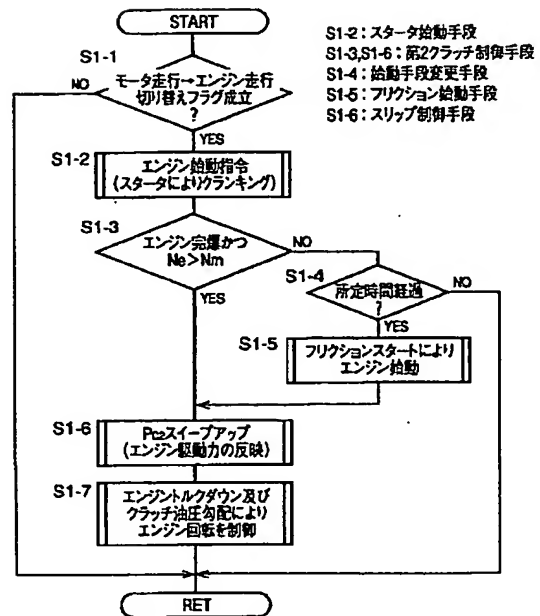 START
S1-2：スタータ始動手段
S1-3,S1-6：第2クラッチ制御手段
S1-4：始動手段変更手段
S1-5：フリクション始動手段
S1-6：スリップ制御手段
S1-1
モータ走行→エンジン走行
切り替えフラグ成立
?
NO
YES
S1-2
エンジン始動指令
(スタータによりクランキング)
S1-3
エンジン完爆かつ
Ne>Nm
NO
YES
S1-4
所定時間経過
?
NO
YES
S1-5
フリクションスタートにより
エンジン始動
S1-6
PC2スイープアップ
(エンジン駆動力の反映)
S1-7
エンジントルクダウン及び
クラッチ油圧勾配により
エンジン回転を制御
RET